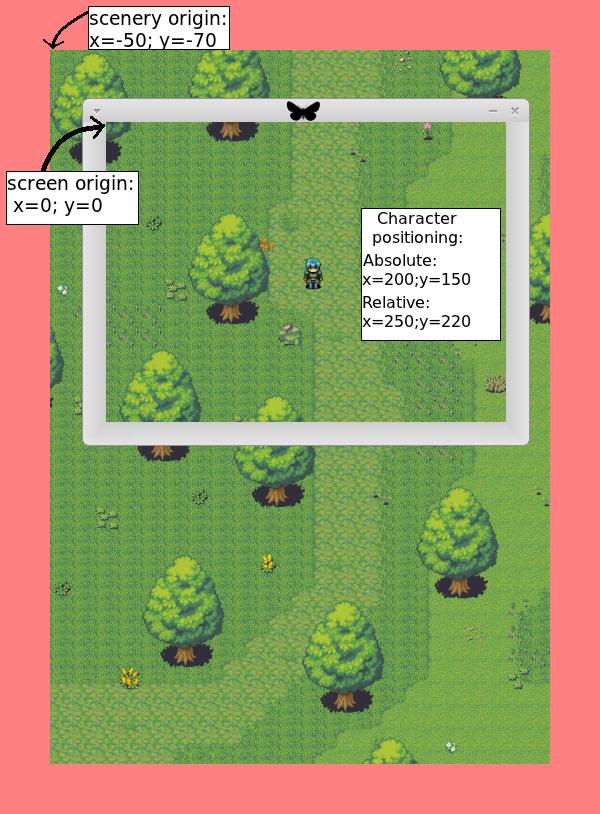 scenery origin:
x=-50; y=-70
screen origin:
x=0; y=0
Character
positioning:
Absolute:
x=200;y=150
Relative:
x=250;y=220